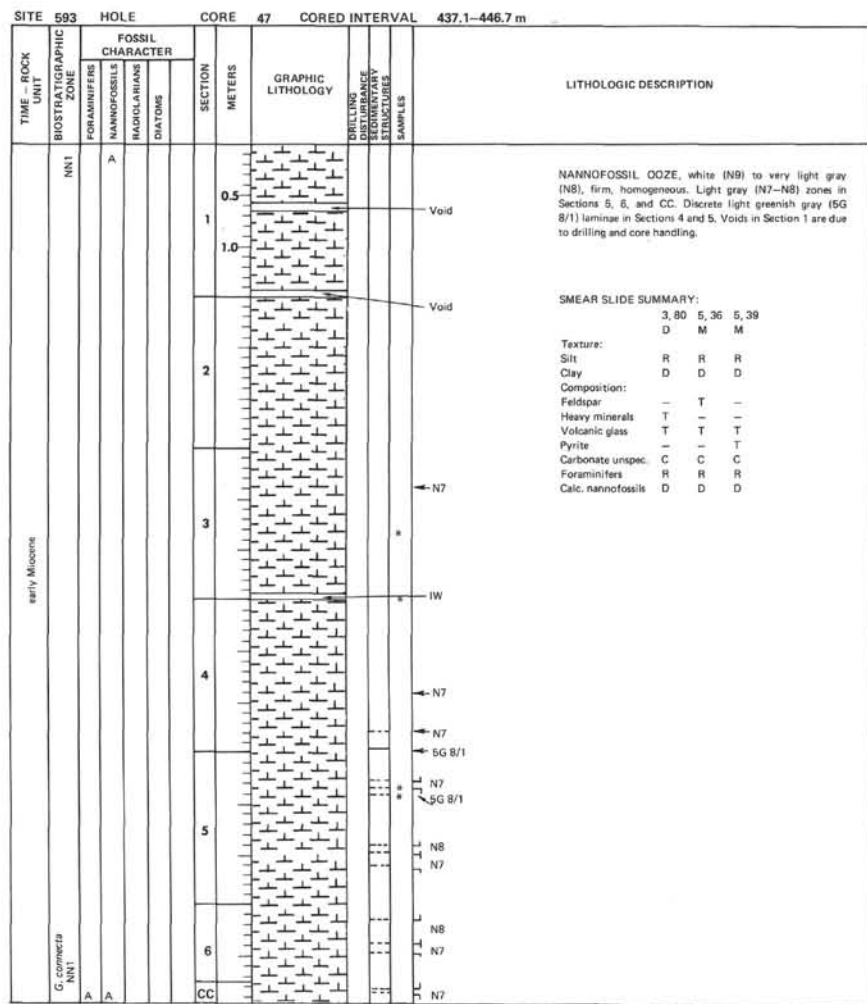 SITE 593 HOLE CORE 47 CORED INTERVAL 437.1–446.7 m
TIME – ROCK UNIT
BIOSTRATIGRAPHIC ZONE
FOSSIL CHARACTER
FORAMINIFERS
NANNOFOSSILS
RADIOLARIANS
DIATOMS
SECTION
METERS
GRAPHIC LITHOLOGY
DRILLING DISTURBANCE
SEDIMENTARY STRUCTURES
SAMPLES
LITHOLOGIC DESCRIPTION
early Miocene
NN1
A
G. connecta
NN1
A A
1
0.5
1.0
2
3
4
5
6
CC
Void
Void
N7
*
IW
*
N7
N7
5G 8/1
N7
*
*
5G 8/1
N8
N7
N8
N7
N7
NANNOFOSSIL OOZE, white (N9) to very light gray
(N8), firm, homogeneous. Light gray (N7–N8) zones in
Sections 5, 6, and CC. Discrete light greenish gray (5G
8/1) laminae in Sections 4 and 5. Voids in Section 1 are due
to drilling and core handling.
SMEAR SLIDE SUMMARY:
3, 80 5, 36 5, 39
D M M
Texture:
Silt R R R
Clay D D D
Composition:
Feldspar – T –
Heavy minerals T – –
Volcanic glass T T T
Pyrite – – T
Carbonate unspec. C C C
Foraminifers R R R
Calc. nannofossils D D D